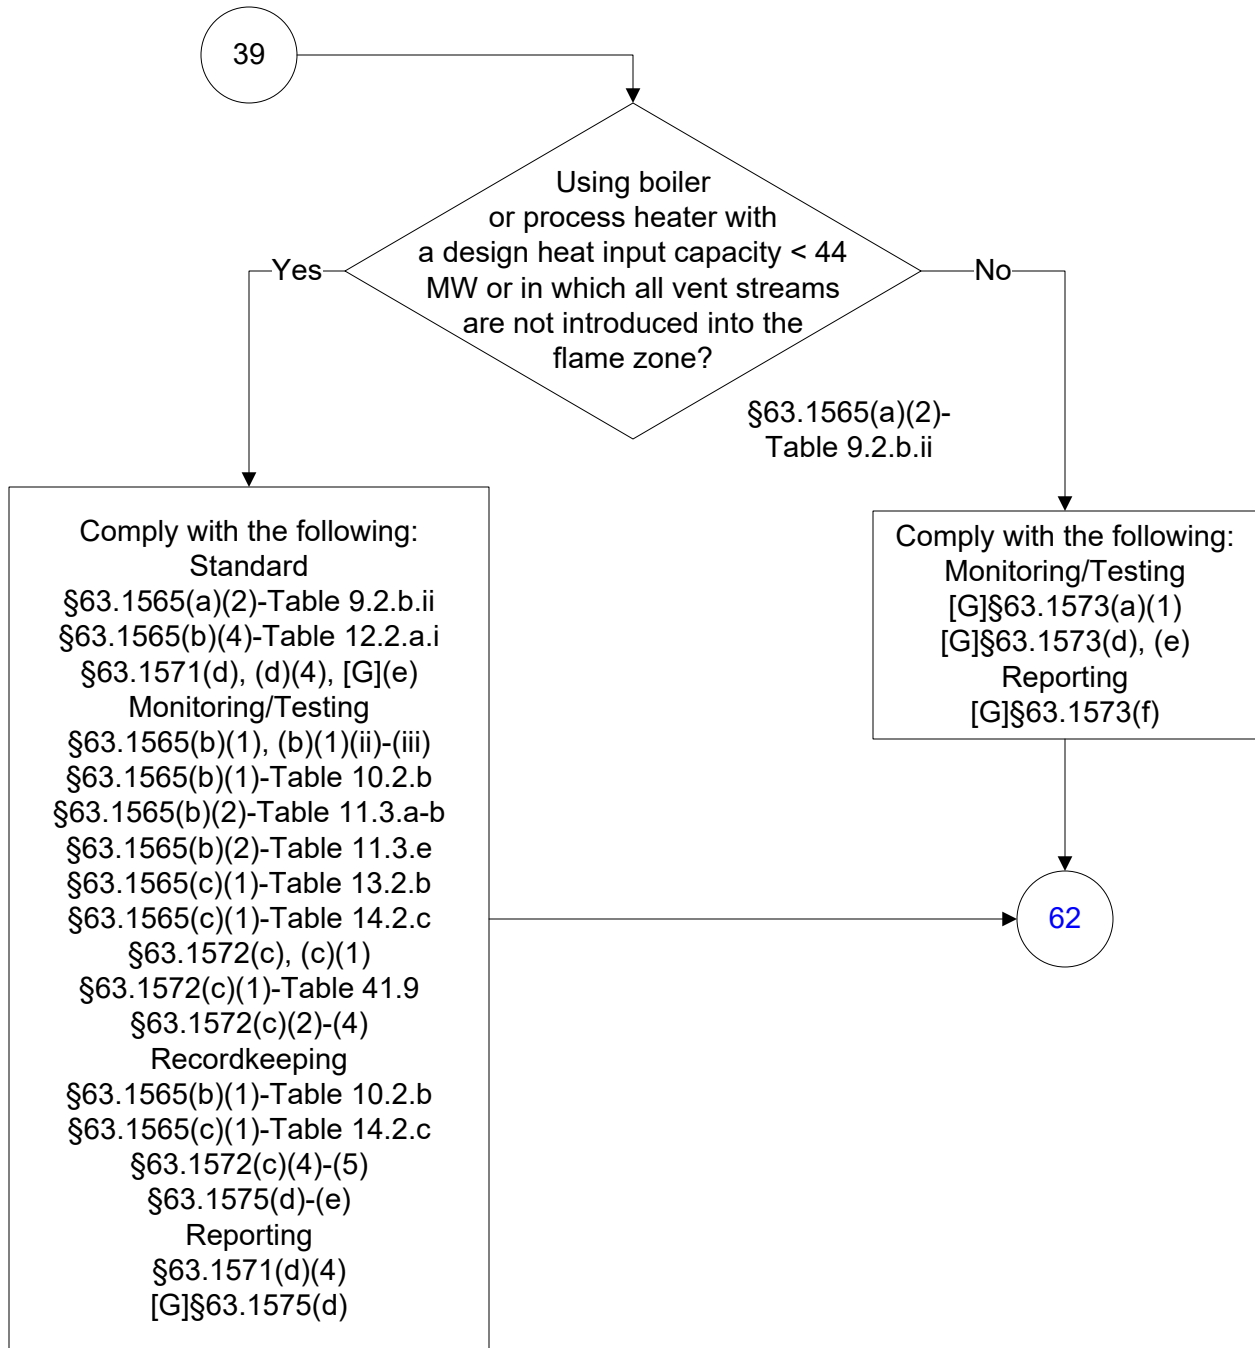 39
Using boiler
or process heater with
a design heat input capacity < 44
MW or in which all vent streams
are not introduced into the
flame zone?
Yes
No
§63.1565(a)(2)-
Table 9.2.b.ii
Comply with the following:
Standard
§63.1565(a)(2)-Table 9.2.b.ii
§63.1565(b)(4)-Table 12.2.a.i
§63.1571(d), (d)(4), [G](e)
Monitoring/Testing
§63.1565(b)(1), (b)(1)(ii)-(iii)
§63.1565(b)(1)-Table 10.2.b
§63.1565(b)(2)-Table 11.3.a-b
§63.1565(b)(2)-Table 11.3.e
§63.1565(c)(1)-Table 13.2.b
§63.1565(c)(1)-Table 14.2.c
§63.1572(c), (c)(1)
§63.1572(c)(1)-Table 41.9
§63.1572(c)(2)-(4)
Recordkeeping
§63.1565(b)(1)-Table 10.2.b
§63.1565(c)(1)-Table 14.2.c
§63.1572(c)(4)-(5)
§63.1575(d)-(e)
Reporting
§63.1571(d)(4)
[G]§63.1575(d)
Comply with the following:
Monitoring/Testing
[G]§63.1573(a)(1)
[G]§63.1573(d), (e)
Reporting
[G]§63.1573(f)
62